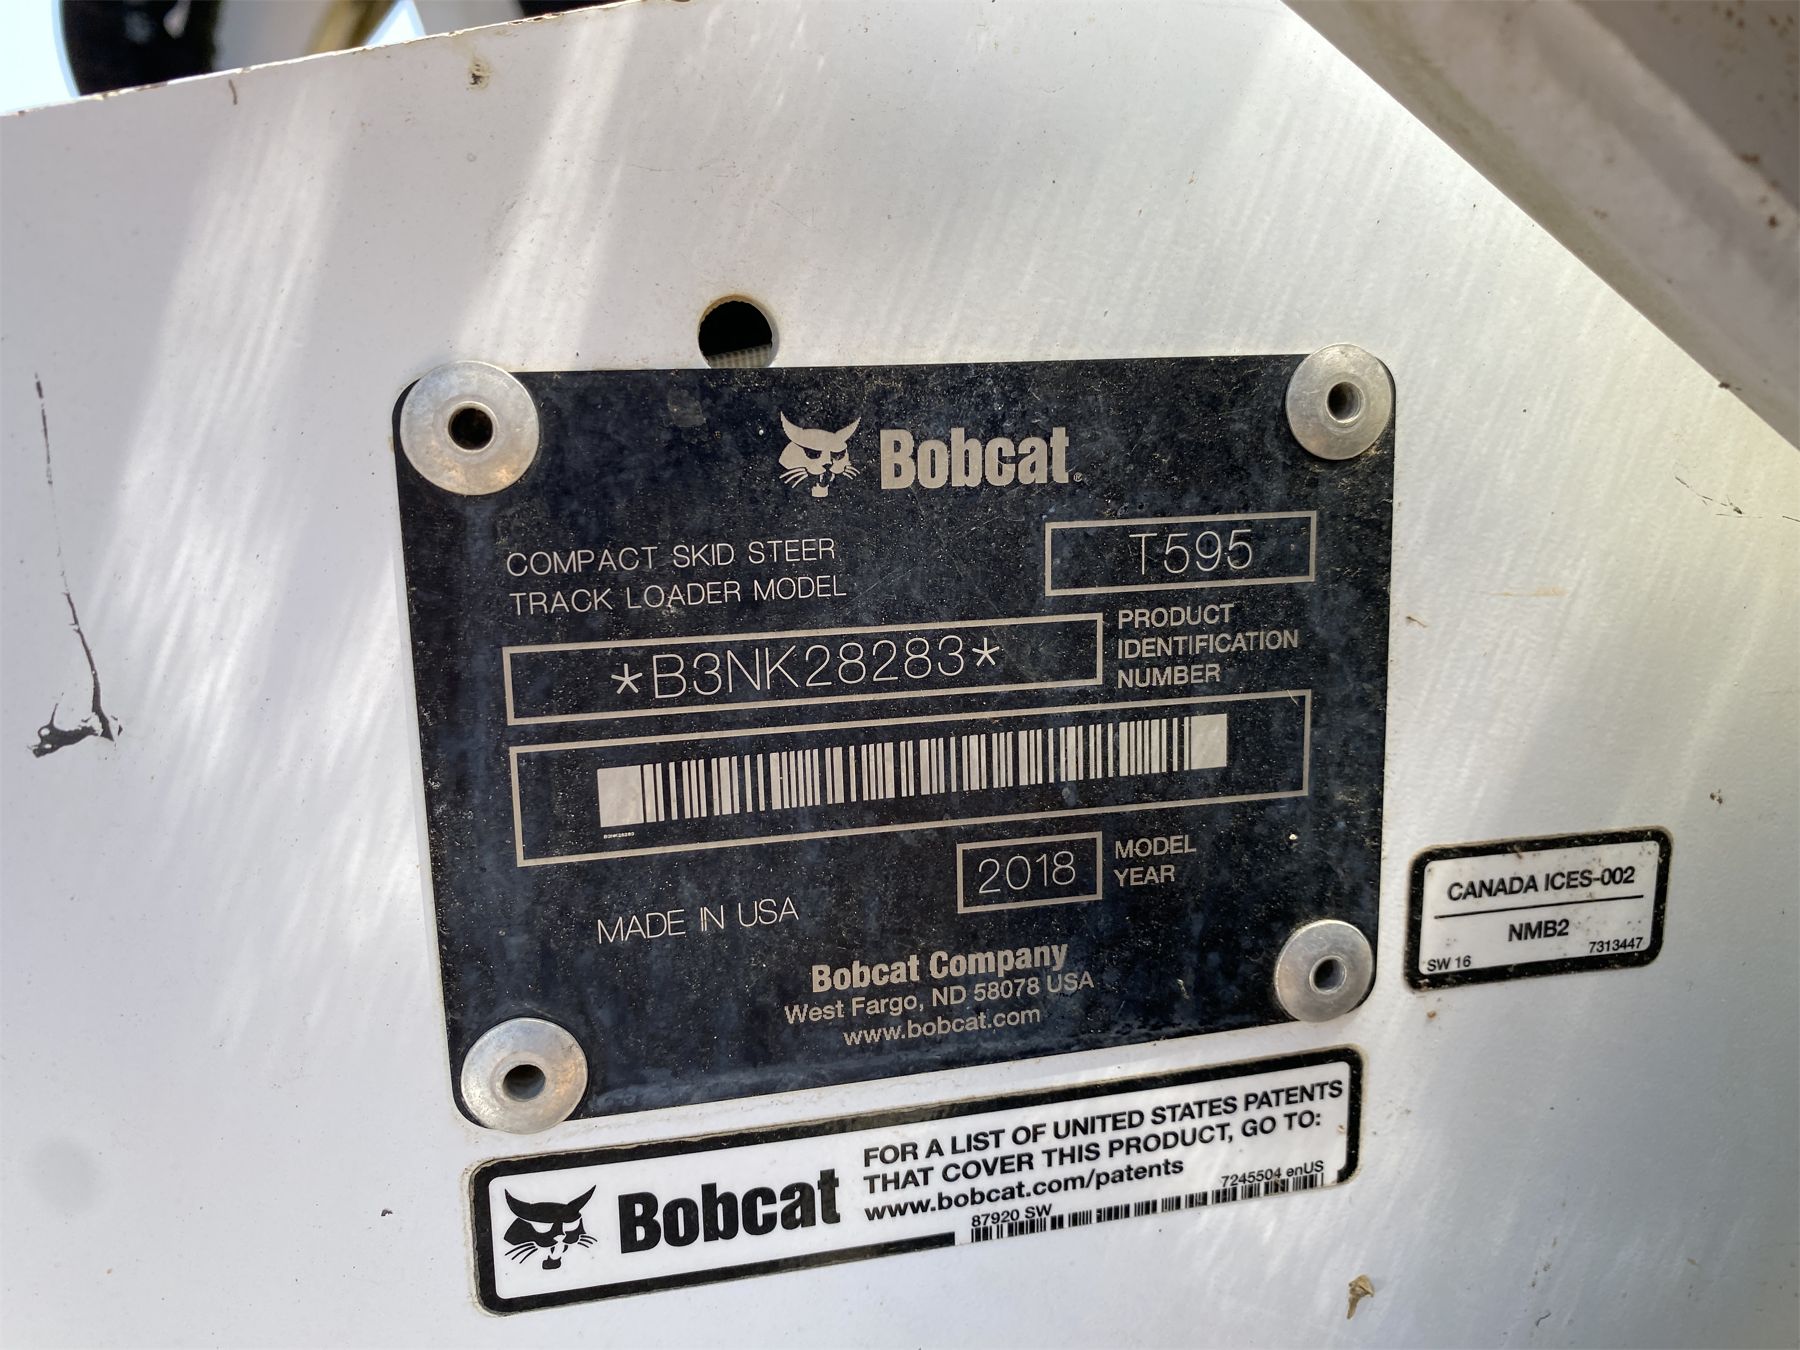 Bobcat®
COMPACT SKID STEER
TRACK LOADER MODEL
T595
*B3NK28283*
PRODUCT
IDENTIFICATION
NUMBER
B3NK28283
2018
MODEL
YEAR
MADE IN USA
Bobcat Company
West Fargo, ND 58078 USA
www.bobcat.com
CANADA ICES-002
NMB2
SW 16
7313447
Bobcat
FOR A LIST OF UNITED STATES PATENTS
THAT COVER THIS PRODUCT, GO TO:
www.bobcat.com/patents
7245504 enUS
87920 SW